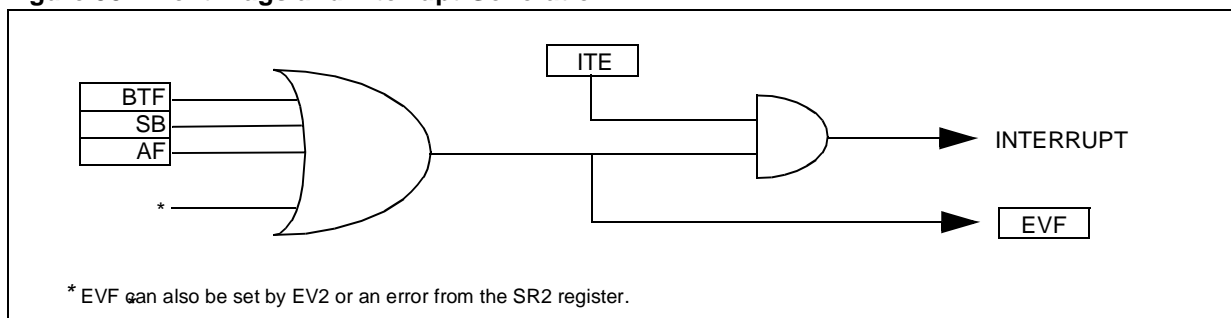 ITE
BTF
SB
AF
INTERRUPT
*
EVF
* EVF can also be set by EV2 or an error from the SR2 register.
*